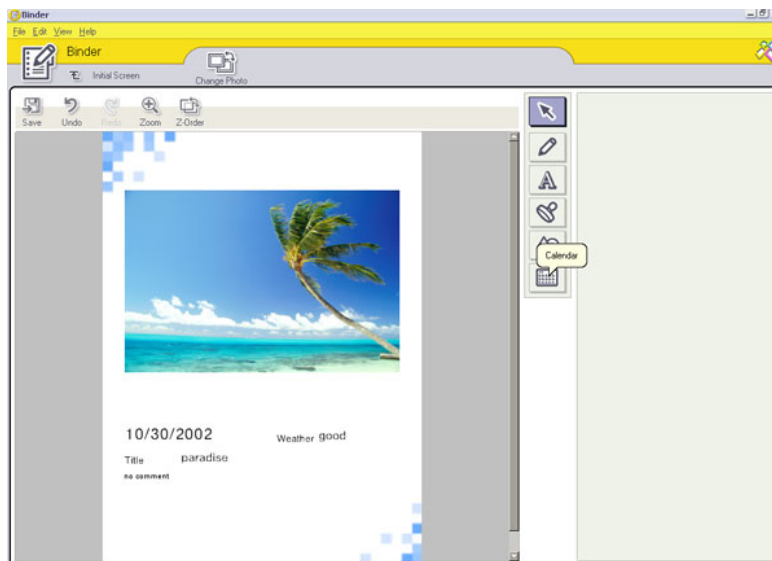 Binder
File Edit View Help
Binder
Initial Screen
Change Photo
Save Undo Redo Zoom Z-Order
A
Calendar
10/30/2002
Weather good
Title paradise
no comment